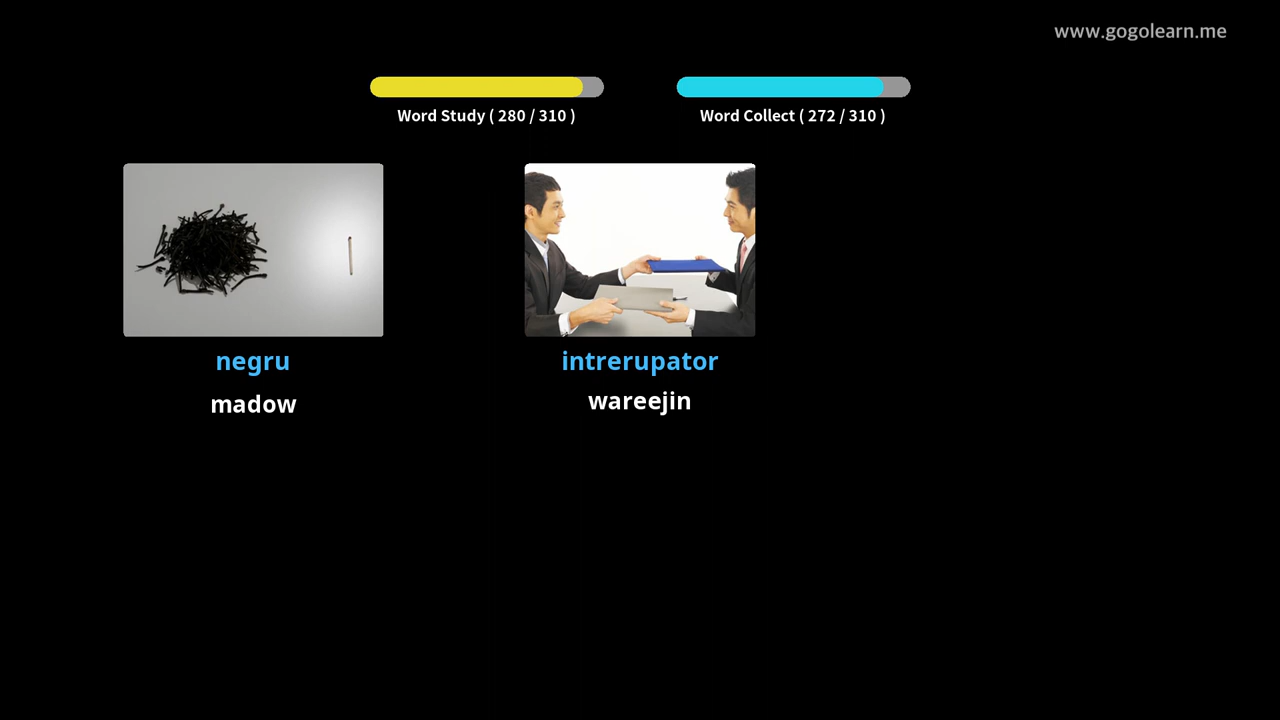 www.gogolearn.me
Word Study ( 280 / 310 )
Word Collect ( 272 / 310 )
negru
madow
intrerupator
wareejin